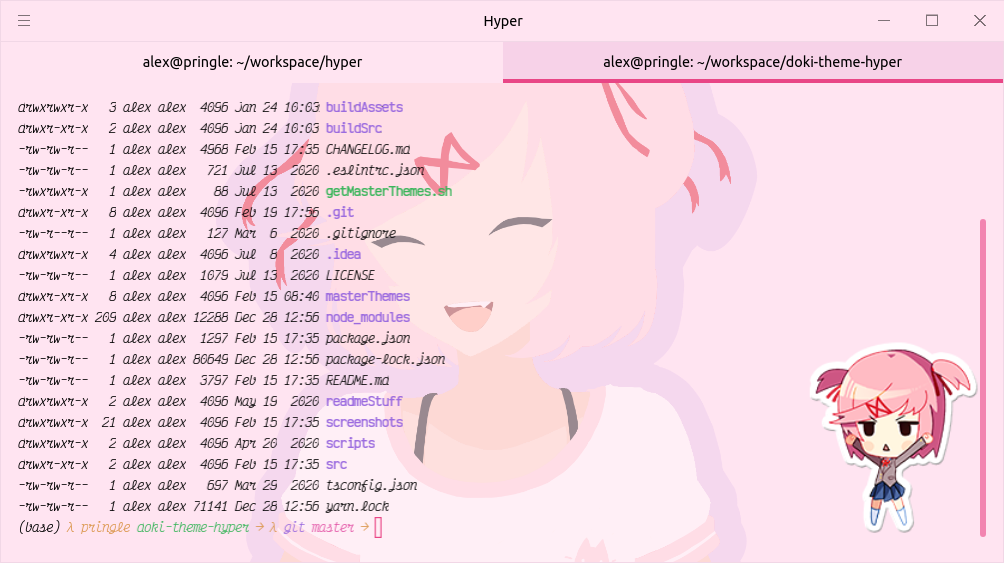 Hyper
alex@pringle: ~/workspace/hyper
alex@pringle: ~/workspace/doki-theme-hyper
drwxrwxr-x 3 alex alex 4096 Jan 24 10:03 buildAssets
drwxr-xr-x 2 alex alex 4096 Jan 24 10:03 buildSrc
-rw-rw-r-- 1 alex alex 4968 Feb 15 17:35 CHANGELOG.md
-rw-rw-r-- 1 alex alex 721 Jul 13 2020 .eslintrc.json
-rwxrwxr-x 1 alex alex 88 Jul 13 2020 getMasterThemes.sh
drwxrwxr-x 8 alex alex 4096 Feb 19 17:56 .git
-rw-r--r-- 1 alex alex 127 Mar 6 2020 .gitignore
drwxrwxr-x 4 alex alex 4096 Jul 8 2020 .idea
-rw-rw-r-- 1 alex alex 1079 Jul 13 2020 LICENSE
drwxr-xr-x 8 alex alex 4096 Feb 15 08:40 masterThemes
drwxrwxr-x 209 alex alex 12288 Dec 28 12:56 node_modules
-rw-rw-r-- 1 alex alex 1297 Feb 15 17:35 package.json
-rw-rw-r-- 1 alex alex 80649 Dec 28 12:56 package-lock.json
-rw-rw-r-- 1 alex alex 3797 Feb 15 17:35 README.md
drwxrwxr-x 2 alex alex 4096 May 19 2020 readmeStuff
drwxrwxr-x 21 alex alex 4096 Feb 15 17:35 screenshots
drwxrwxr-x 2 alex alex 4096 Apr 20 2020 scripts
drwxr-xr-x 2 alex alex 4096 Feb 15 17:35 src
-rw-rw-r-- 1 alex alex 697 Mar 29 2020 tsconfig.json
-rw-rw-r-- 1 alex alex 71141 Dec 28 12:56 yarn.lock
(base) λ pringle doki-theme-hyper → λ git master →